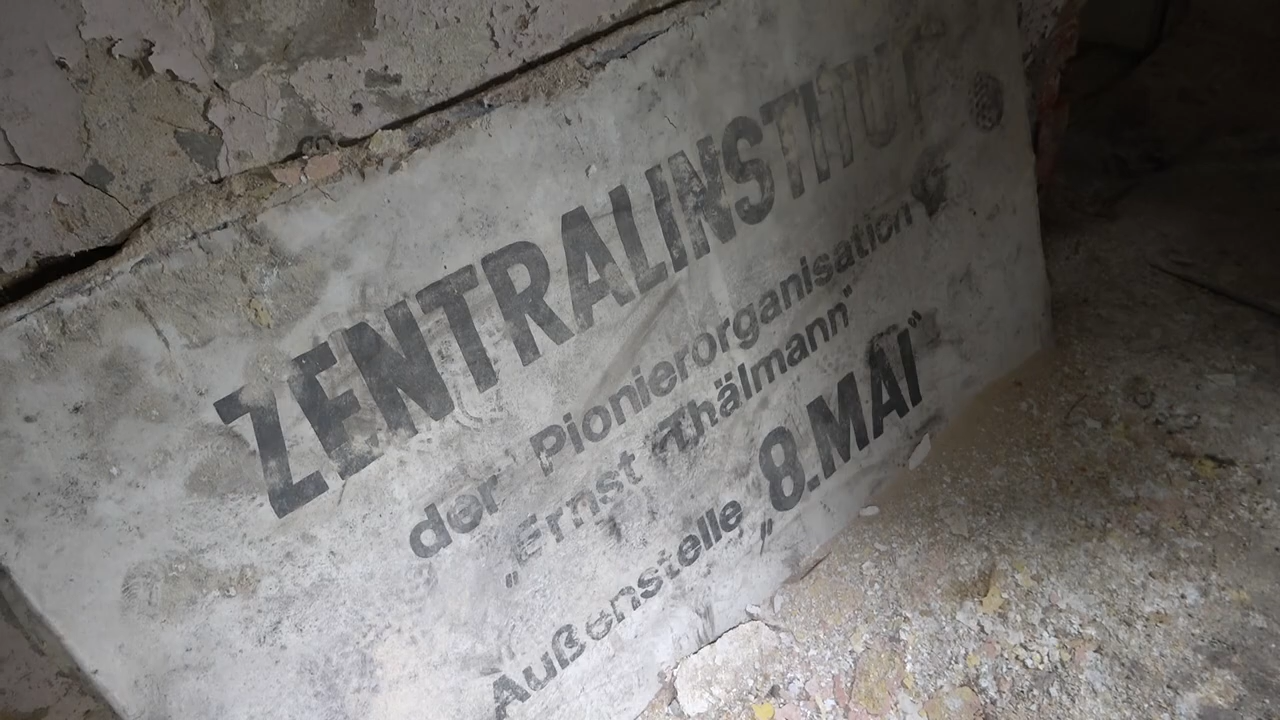 ZENTRALINSTITUT
der Pionierorganisation
„Ernst Thälmann“
Außenstelle „8.MAI“